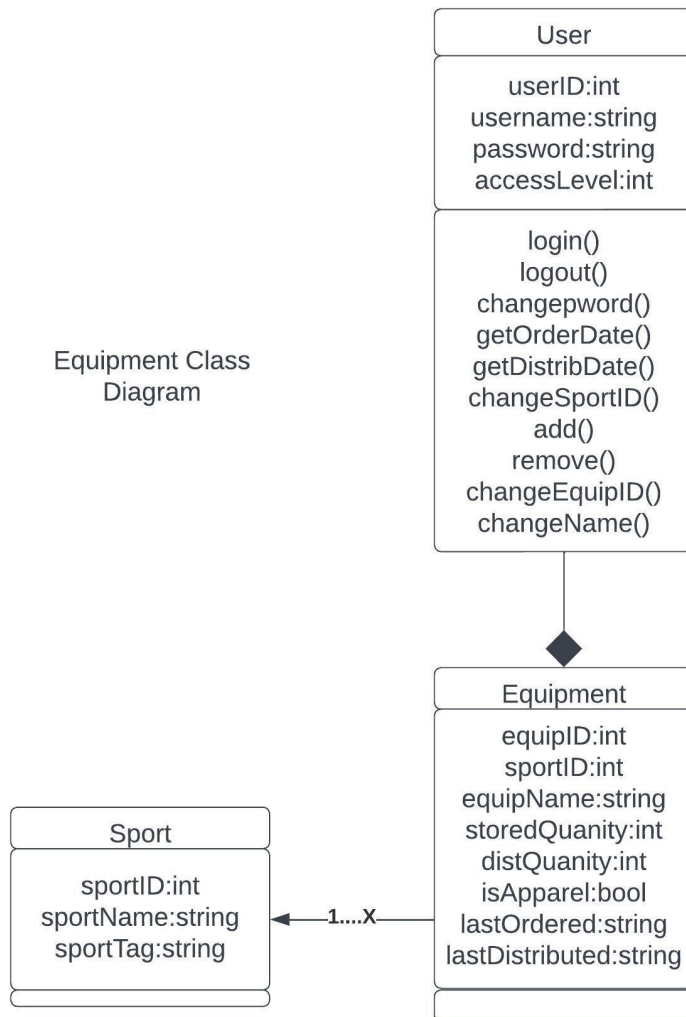 User
userID:int
username:string
password:string
accessLevel:int
login()
logout()
changepword()
getOrderDate()
getDistribDate()
changeSportID()
add()
remove()
changeEquipID()
changeName()
Equipment Class
Diagram
Equipment
equipID:int
sportID:int
equipName:string
storedQuanity:int
distQuanity:int
isApparel:bool
lastOrdered:string
lastDistributed:string
Sport
sportID:int
sportName:string
sportTag:string
1....X